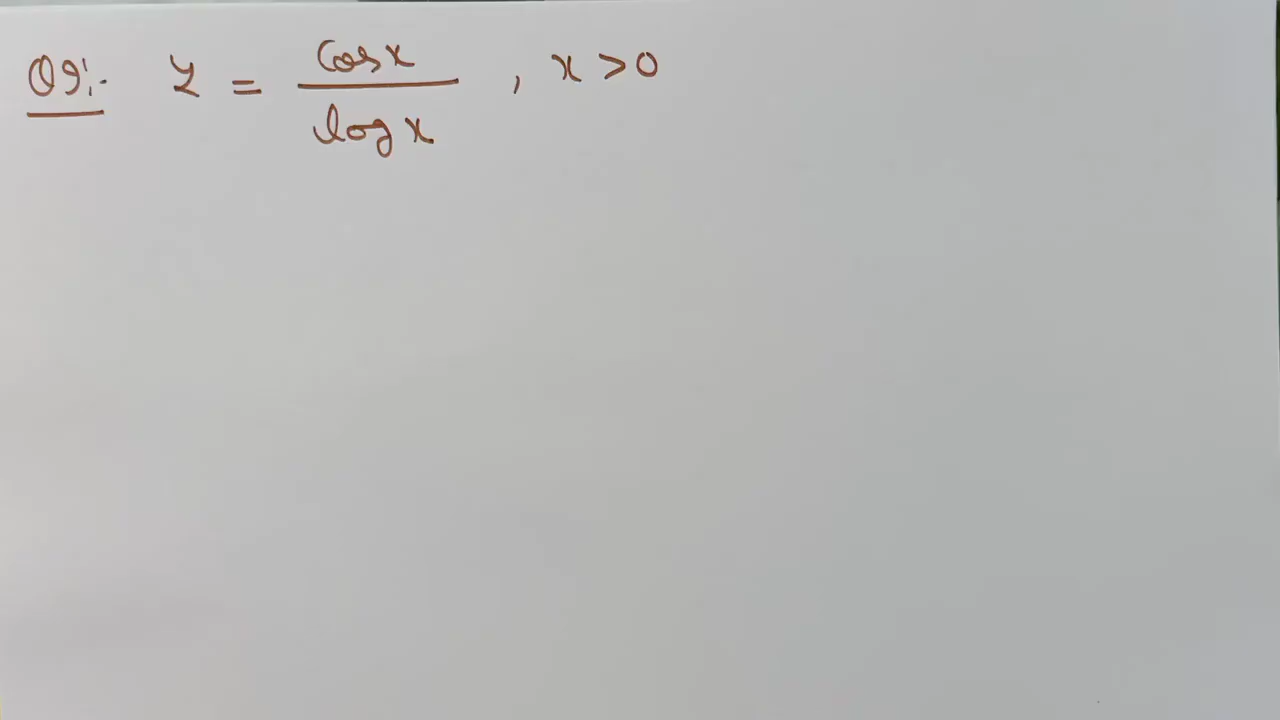 Q9:- y = cos x / log x , x > 0